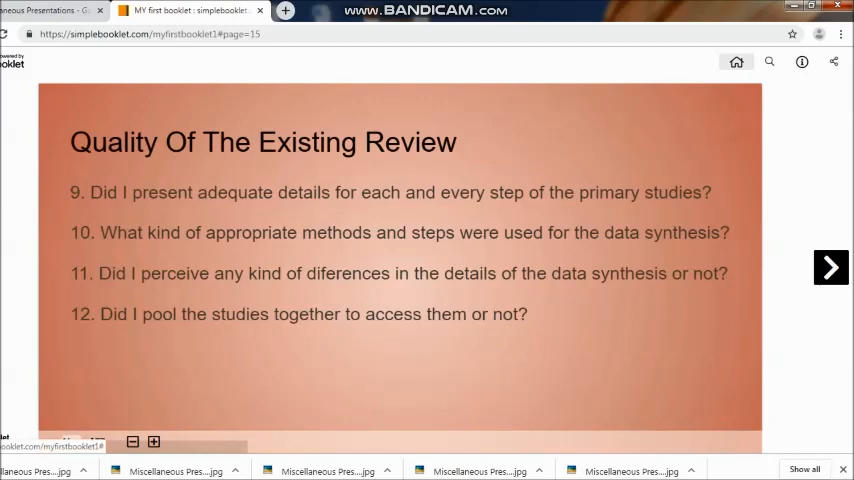 aneous Presentations - G
MY first booklet : simplebooklet.c
www.BANDICAM.com
https://simplebooklet.com/myfirstbooklet1#page=15
powered by
oklet
Quality Of The Existing Review
9. Did I present adequate details for each and every step of the primary studies?
10. What kind of appropriate methods and steps were used for the data synthesis?
11. Did I perceive any kind of diferences in the details of the data synthesis or not?
12. Did I pool the studies together to access them or not?
ooklet.com/myfirstbooklet1#
llaneous Pres....jpg
Miscellaneous Pres....jpg
Miscellaneous Pres....jpg
Miscellaneous Pres....jpg
Miscellaneous Pres....jpg
Show all